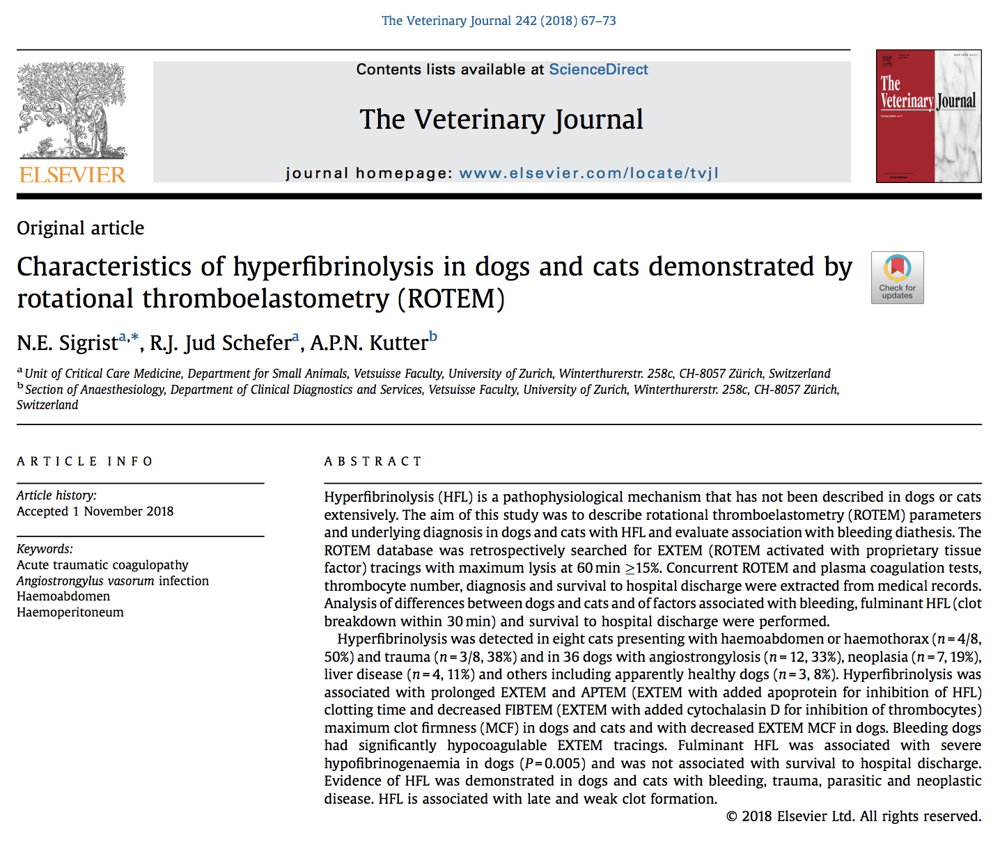 The Veterinary Journal 242 (2018) 67–73
Contents lists available at ScienceDirect
The Veterinary Journal
journal homepage: www.elsevier.com/locate/tvjl
NON SOLUS
ELSEVIER
The
Veterinary Journal
Original article
Characteristics of hyperfibrinolysis in dogs and cats demonstrated by
rotational thromboelastometry (ROTEM)
Check for
updates
N.E. Sigrist a,*, R.J. Jud Schefer a, A.P.N. Kutter b
a Unit of Critical Care Medicine, Department for Small Animals, Vetsuisse Faculty, University of Zurich, Winterthurerstr. 258c, CH-8057 Zürich, Switzerland
b Section of Anaesthesiology, Department of Clinical Diagnostics and Services, Vetsuisse Faculty, University of Zurich, Winterthurerstr. 258c, CH-8057 Zürich,
Switzerland
ARTICLE INFO
Article history:
Accepted 1 November 2018
Keywords:
Acute traumatic coagulopathy
Angiostrongylus vasorum infection
Haemoabdomen
Haemoperitoneum
ABSTRACT
Hyperfibrinolysis (HFL) is a pathophysiological mechanism that has not been described in dogs or cats
extensively. The aim of this study was to describe rotational thromboelastometry (ROTEM) parameters
and underlying diagnosis in dogs and cats with HFL and evaluate association with bleeding diathesis. The
ROTEM database was retrospectively searched for EXTEM (ROTEM activated with proprietary tissue
factor) tracings with maximum lysis at 60 min ≥15%. Concurrent ROTEM and plasma coagulation tests,
thrombocyte number, diagnosis and survival to hospital discharge were extracted from medical records.
Analysis of differences between dogs and cats and of factors associated with bleeding, fulminant HFL (clot
breakdown within 30 min) and survival to hospital discharge were performed.
Hyperfibrinolysis was detected in eight cats presenting with haemoabdomen or haemothorax (n = 4/8,
50%) and trauma (n = 3/8, 38%) and in 36 dogs with angiostrongylosis (n = 12, 33%), neoplasia (n = 7, 19%),
liver disease (n = 4, 11%) and others including apparently healthy dogs (n = 3, 8%). Hyperfibrinolysis was
associated with prolonged EXTEM and APTEM (EXTEM with added apoprotein for inhibition of HFL)
clotting time and decreased FIBTEM (EXTEM with added cytochalasin D for inhibition of thrombocytes)
maximum clot firmness (MCF) in dogs and cats and with decreased EXTEM MCF in dogs. Bleeding dogs
had significantly hypocoagulable EXTEM tracings. Fulminant HFL was associated with severe
hypofibrinogenaemia in dogs (P = 0.005) and was not associated with survival to hospital discharge.
Evidence of HFL was demonstrated in dogs and cats with bleeding, trauma, parasitic and neoplastic
disease. HFL is associated with late and weak clot formation.
© 2018 Elsevier Ltd. All rights reserved.